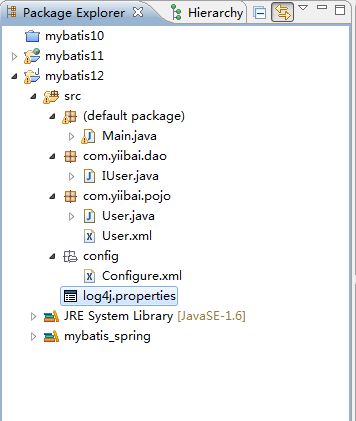 Package Explorer Hierarchy
mybatis10
mybatis11
mybatis12
src
(default package)
Main.java
com.yiibai.dao
IUser.java
com.yiibai.pojo
User.java
User.xml
config
Configure.xml
log4j.properties
JRE System Library [JavaSE-1.6]
mybatis_spring